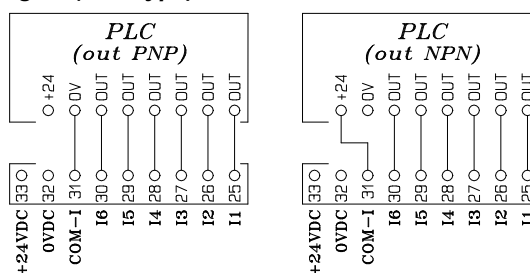 PLC
(out PNP)
+24
0V
OUT
OUT
OUT
OUT
OUT
OUT
33
32
31
30
29
28
27
26
25
+24VDC
0VDC
COM-I
I6
I5
I4
I3
I2
I1
PLC
(out NPN)
+24
0V
OUT
OUT
OUT
OUT
OUT
OUT
33
32
31
30
29
28
27
26
25
+24VDC
0VDC
COM-I
I6
I5
I4
I3
I2
I1